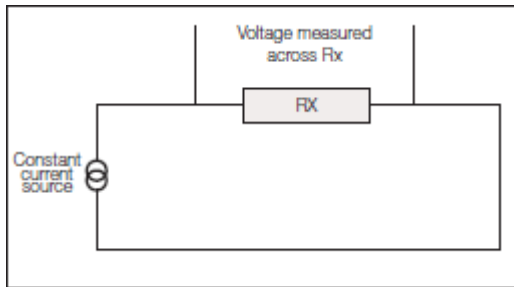 Voltage measured
across Rx
RX
Constant
current
source